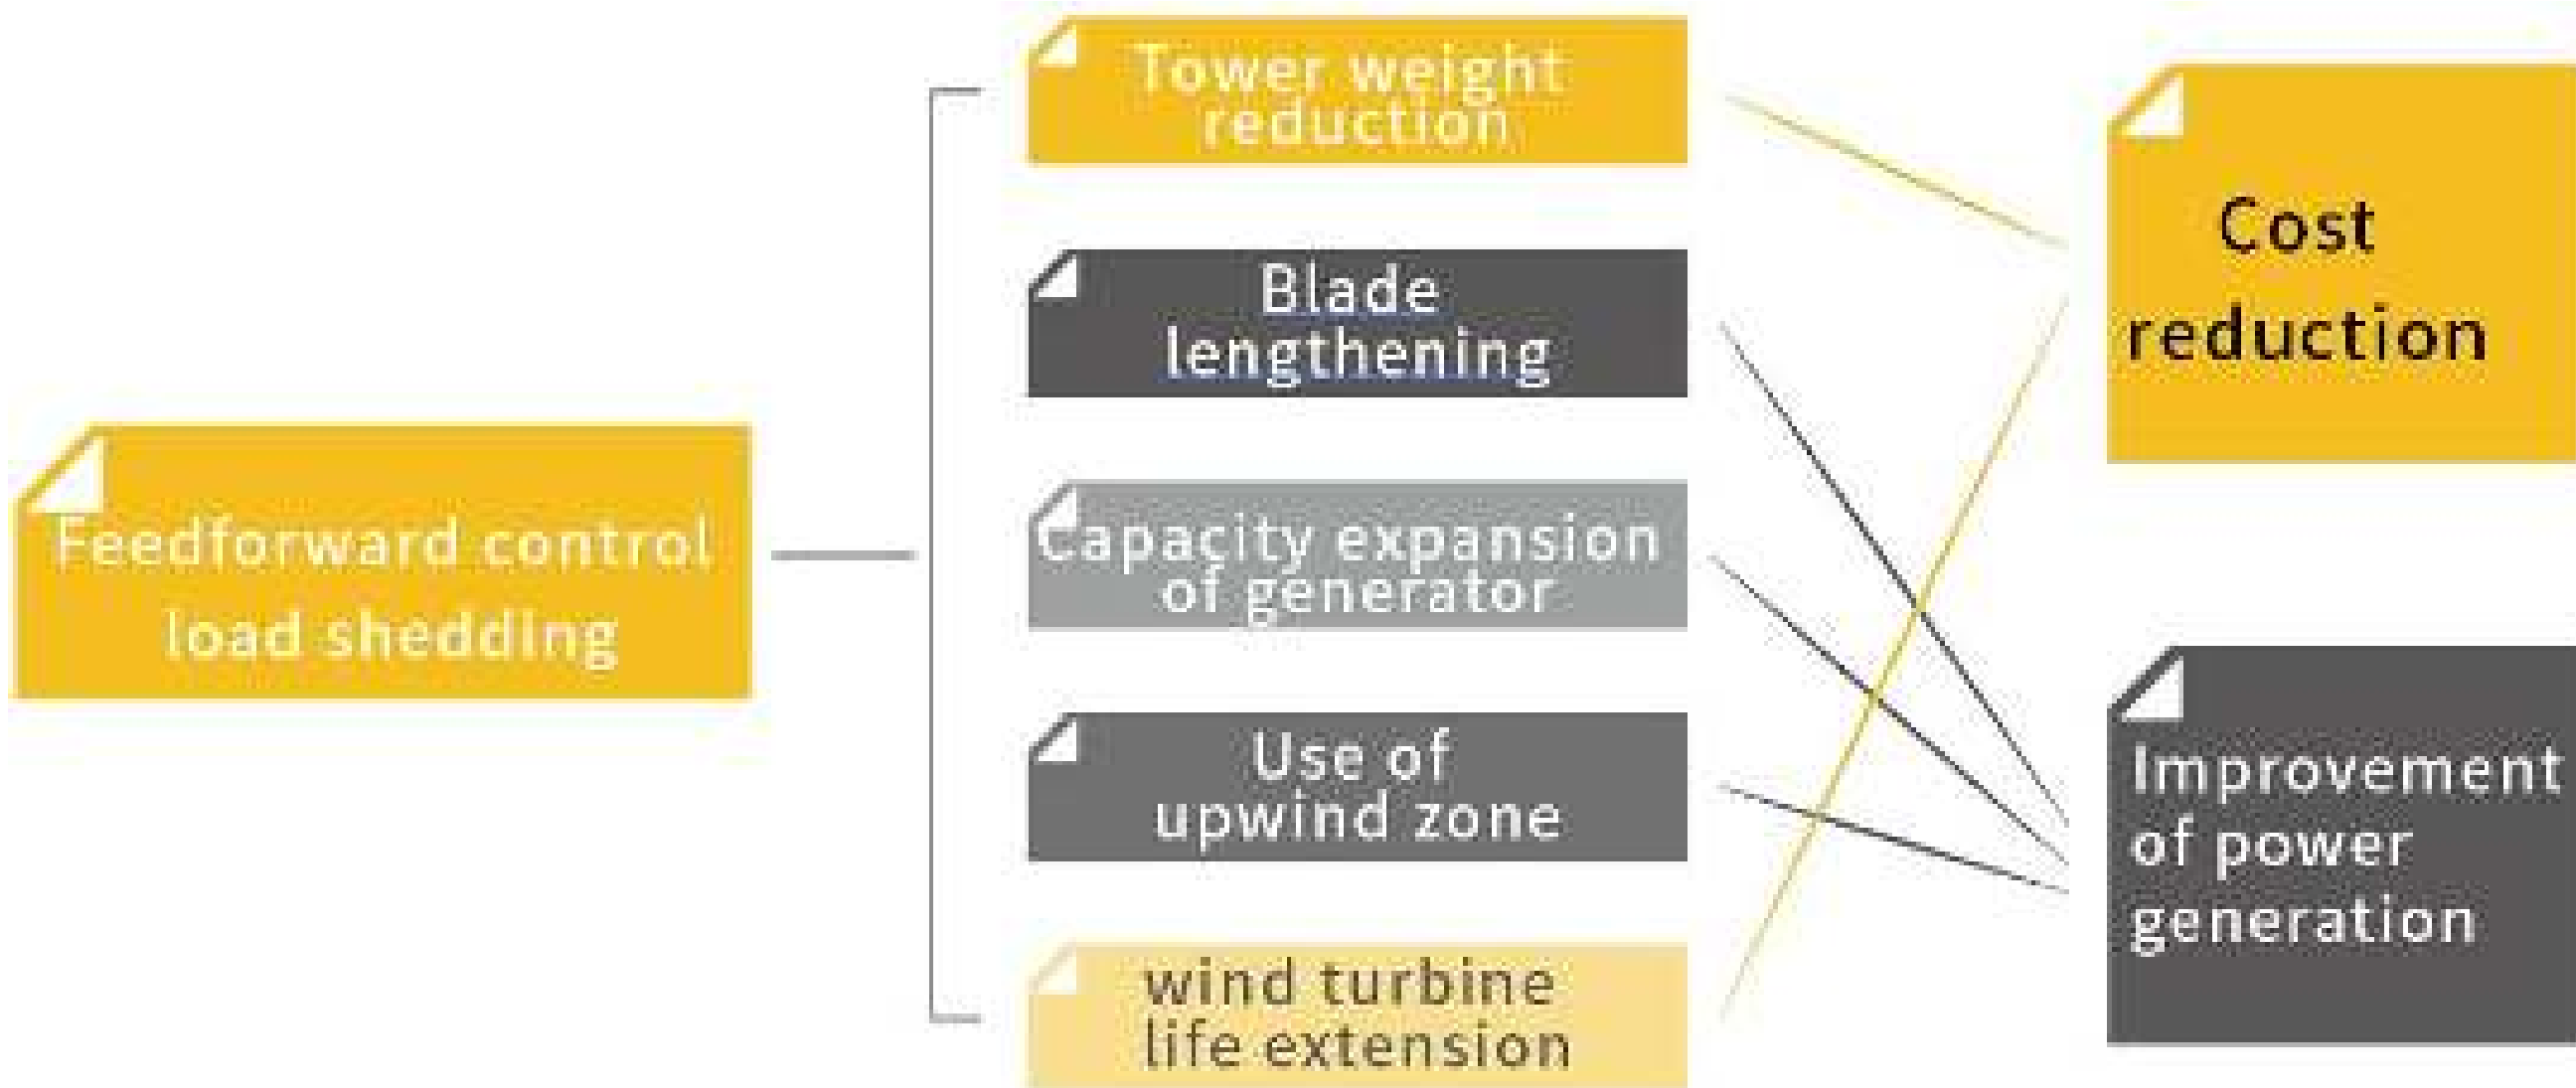 Feedforward control
load shedding
Tower weight
reduction
Blade
lengthening
Capacity expansion
of generator
Use of
upwind zone
wind turbine
life extension
Cost
reduction
Improvement
of power
generation